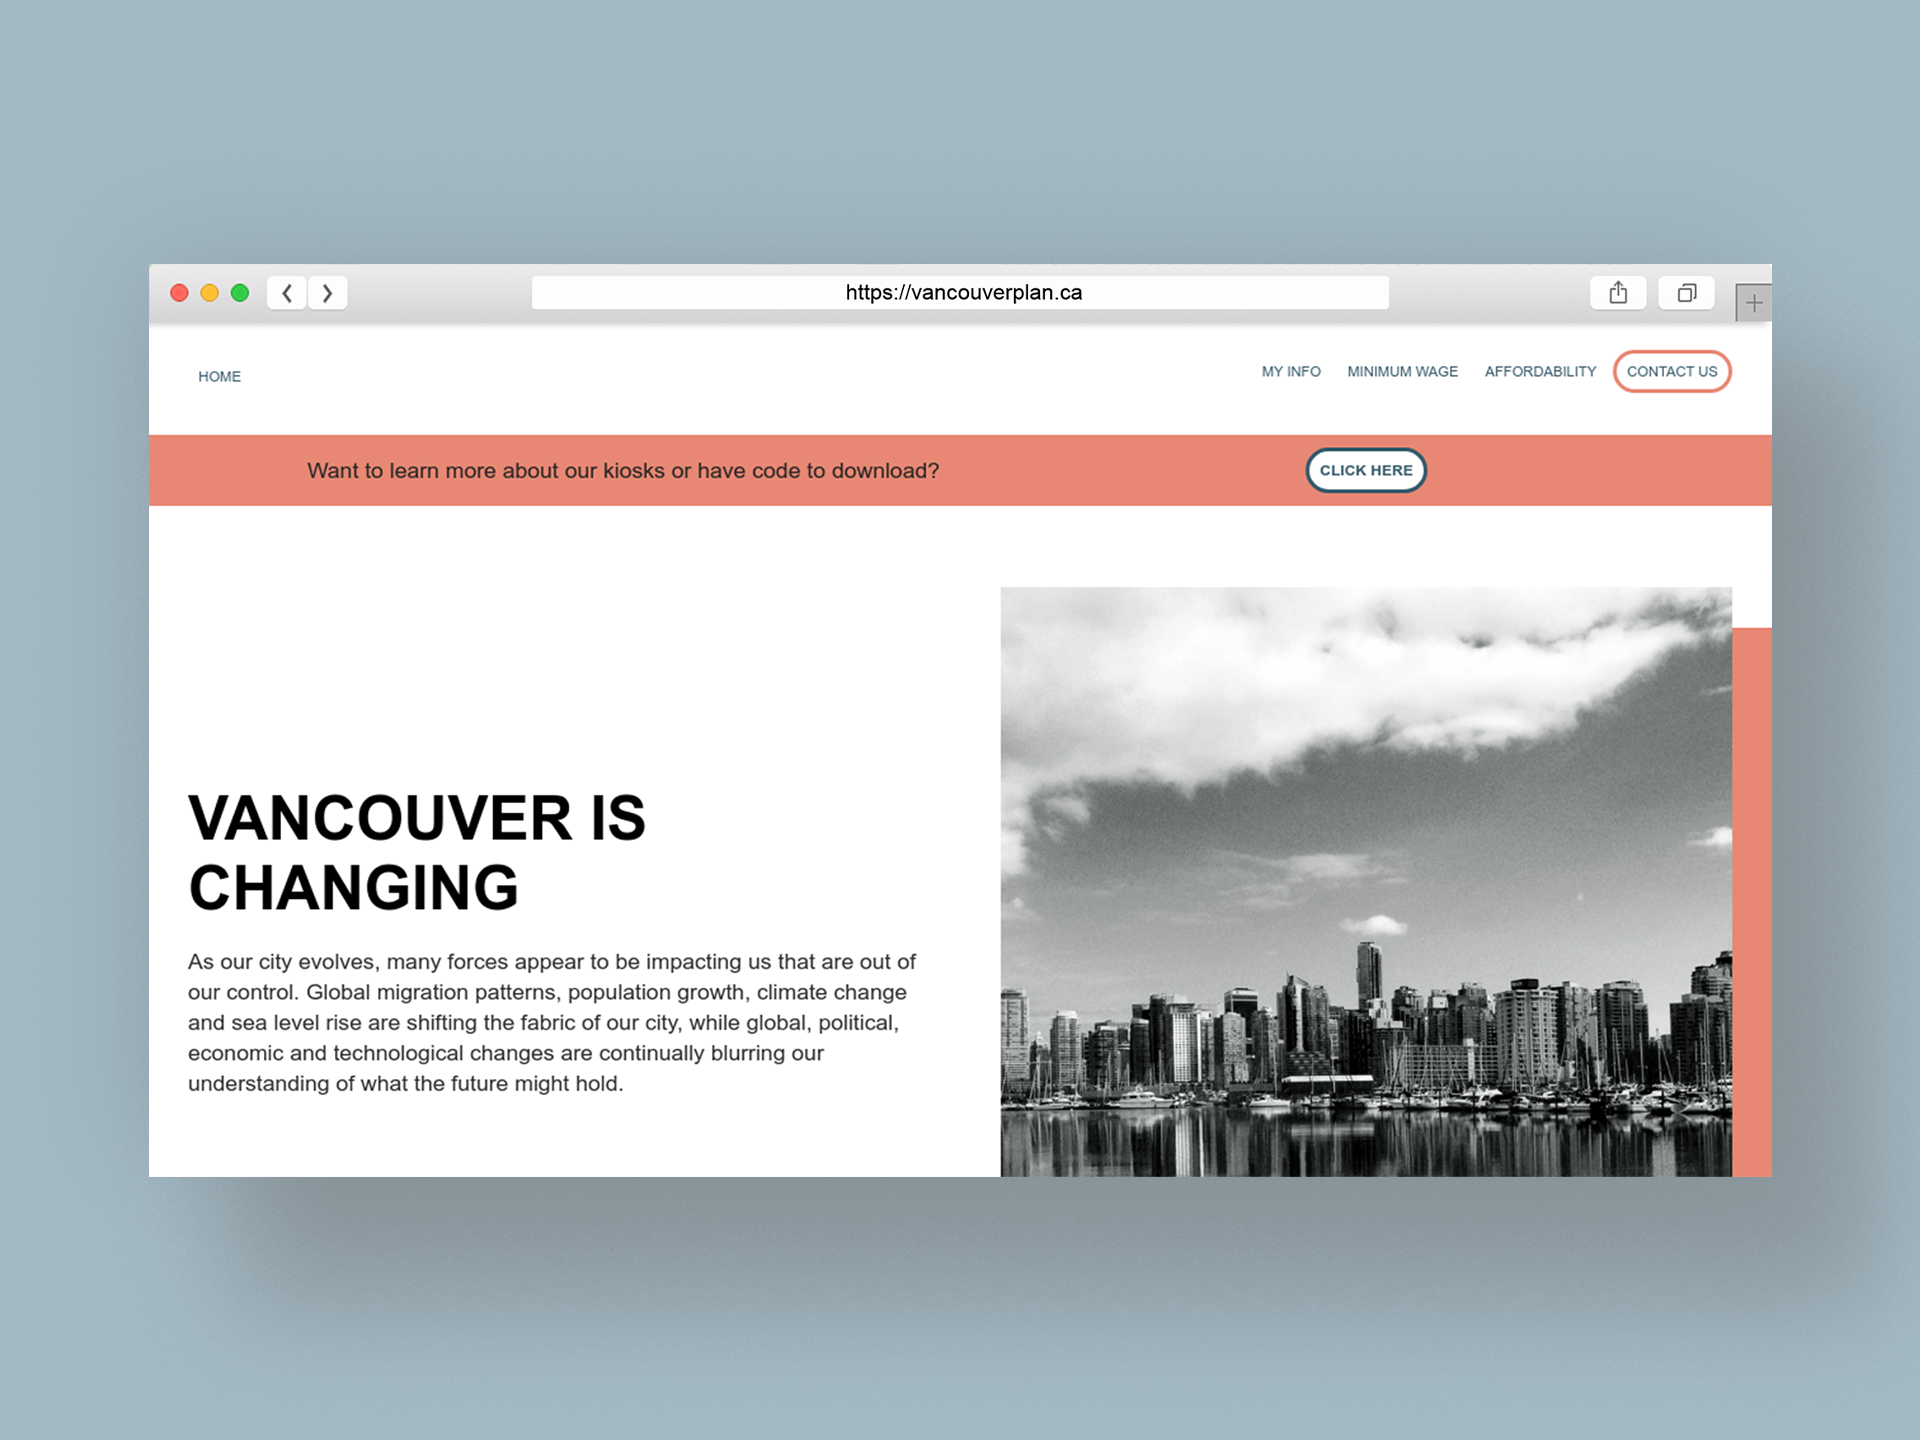 https://vancouverplan.ca
HOME
MY INFO
MINIMUM WAGE
AFFORDABILITY
CONTACT US
Want to learn more about our kiosks or have code to download?
CLICK HERE
VANCOUVER IS
CHANGING
As our city evolves, many forces appear to be impacting us that are out of
our control. Global migration patterns, population growth, climate change
and sea level rise are shifting the fabric of our city, while global, political,
economic and technological changes are continually blurring our
understanding of what the future might hold.